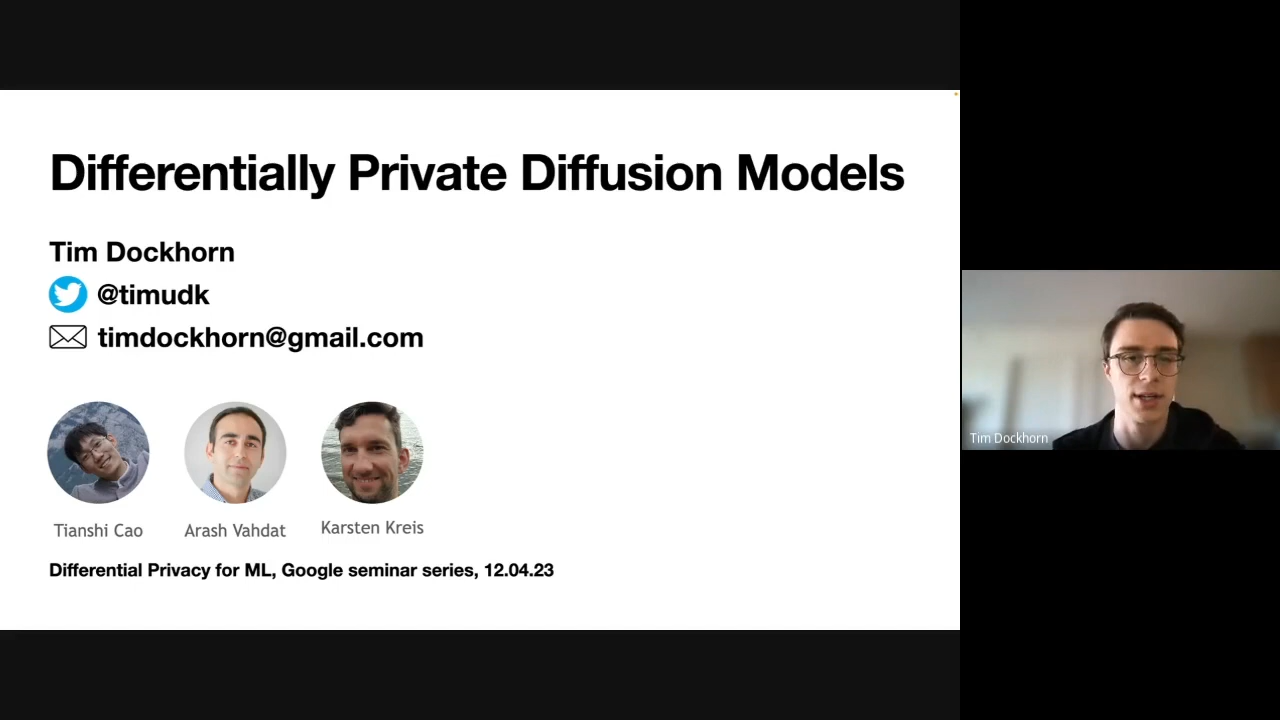 Differentially Private Diffusion Models
Tim Dockhorn
@timudk
timdockhorn@gmail.com
Tianshi Cao
Arash Vahdat
Karsten Kreis
Differential Privacy for ML, Google seminar series, 12.04.23
Tim Dockhorn